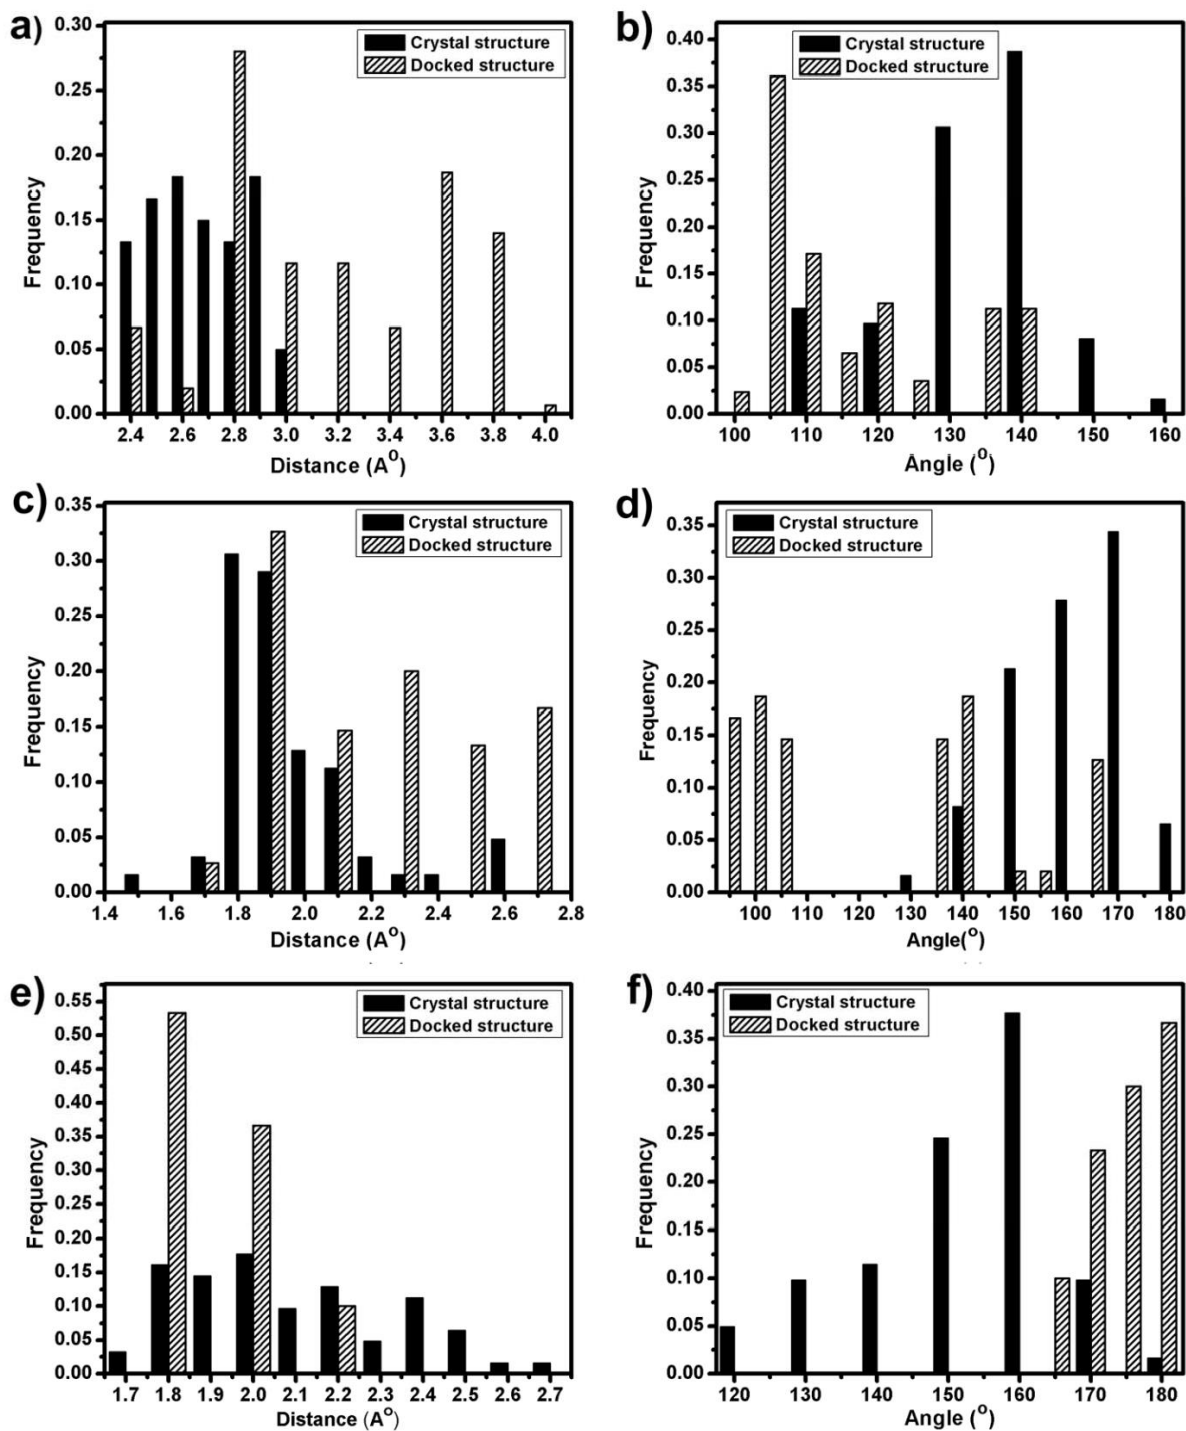 a)
Crystal structure
Docked structure
0.30
0.25
0.20
0.15
0.10
0.05
0.00
Frequency
2.4 2.6 2.8 3.0 3.2 3.4 3.6 3.8 4.0
Distance (A⁰)
b)
Crystal structure
Docked structure
0.40
0.35
0.30
0.25
0.20
0.15
0.10
0.05
0.00
Frequency
100 110 120 130 140 150 160
Angle (⁰)
c)
Crystal structure
Docked structure
0.35
0.30
0.25
0.20
0.15
0.10
0.05
0.00
Frequency
1.4 1.6 1.8 2.0 2.2 2.4 2.6 2.8
Distance (A⁰)
d)
Crystal structure
Docked structure
0.35
0.30
0.25
0.20
0.15
0.10
0.05
0.00
Frequency
100 110 120 130 140 150 160 170 180
Angle(⁰)
e)
Crystal structure
Docked structure
0.55
0.50
0.45
0.40
0.35
0.30
0.25
0.20
0.15
0.10
0.05
0.00
Frequency
1.7 1.8 1.9 2.0 2.1 2.2 2.3 2.4 2.5 2.6 2.7
Distance (A⁰)
f)
Crystal structure
Docked structure
0.40
0.35
0.30
0.25
0.20
0.15
0.10
0.05
0.00
Frequency
120 130 140 150 160 170 180
Angle (⁰)